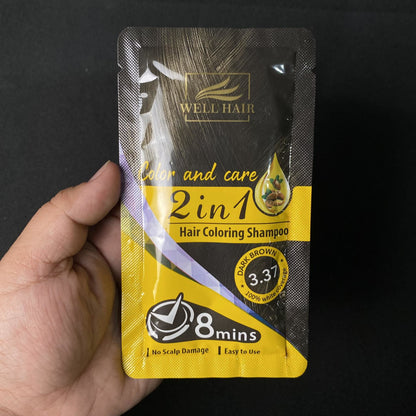 WELL HAIR
Color and care
2 in 1
Hair Coloring Shampoo
DARK BROWN
3.37
100% white coverage
8 mins
No Scalp Damage
Easy to Use